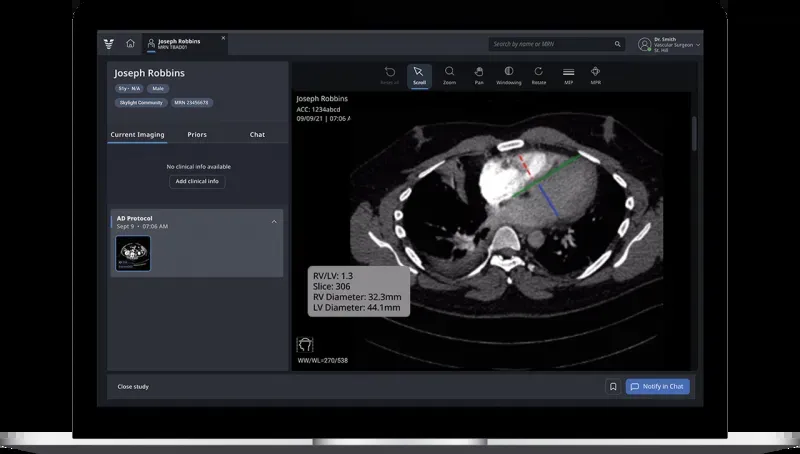 Joseph Robbins
MRN TBAD01
Search by name or MRN
Dr. Smith
Vascular Surgeon
St. Hill
Joseph Robbins
51y - N/A
Male
Skylight Community
MRN 23456678
Current Imaging
Priors
Chat
No clinical info available
Add clinical info
AD Protocol
Sept 9 • 07:06 AM
Scroll
Zoom
Pan
Windowing
Rotate
MIP
MPR
Joseph Robbins
ACC: 1234abcd
09/09/21 | 07:06 A
RV/LV: 1.3
Slice: 306
RV Diameter: 32.3mm
LV Diameter: 44.1mm
WW/WL=270/538
Close study
Notify in Chat